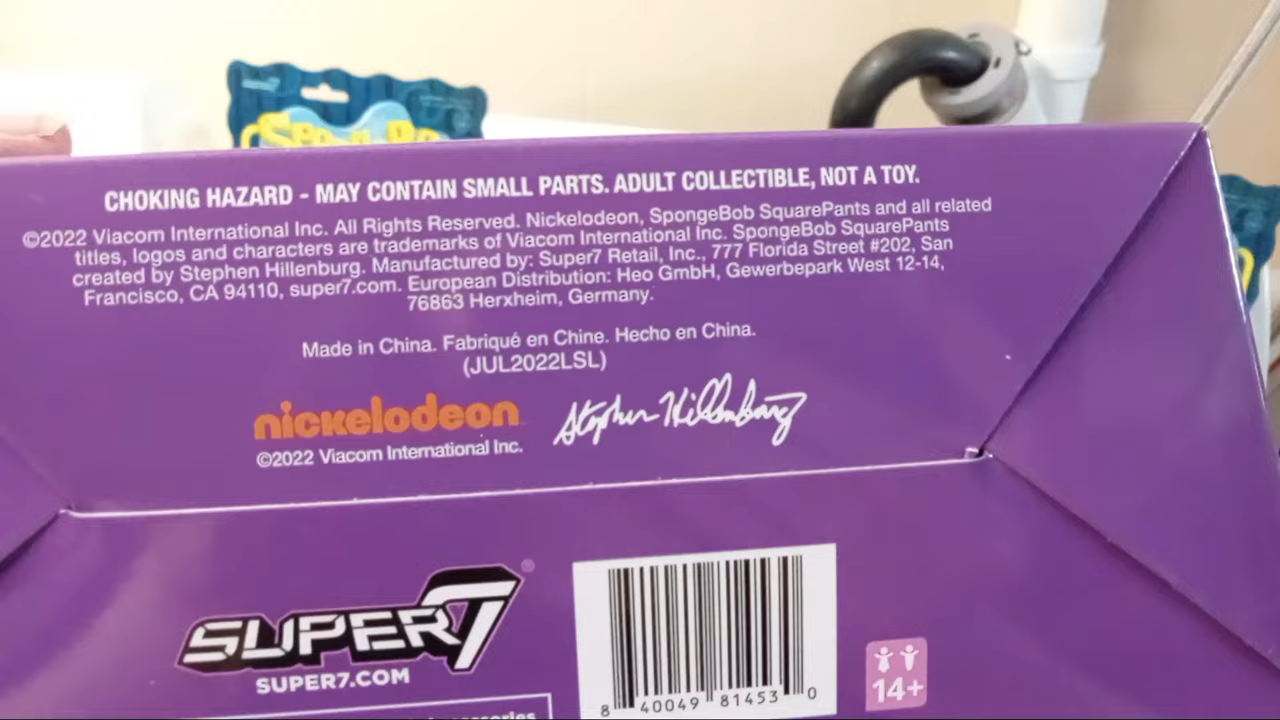 CHOKING HAZARD - MAY CONTAIN SMALL PARTS. ADULT COLLECTIBLE, NOT A TOY.
©2022 Viacom International Inc. All Rights Reserved. Nickelodeon, SpongeBob SquarePants and all related
titles, logos and characters are trademarks of Viacom International Inc. SpongeBob SquarePants
created by Stephen Hillenburg. Manufactured by: Super7 Retail, Inc., 777 Florida Street #202, San
Francisco, CA 94110, super7.com. European Distribution: Heo GmbH, Gewerbepark West 12-14,
76863 Herxheim, Germany.
Made in China. Fabriqué en Chine. Hecho en China.
(JUL2022LSL)
nickelodeon
Stephen Hillenburg
©2022 Viacom International Inc.
SUPER7®
SUPER7.COM
8 40049 81453 0
14+